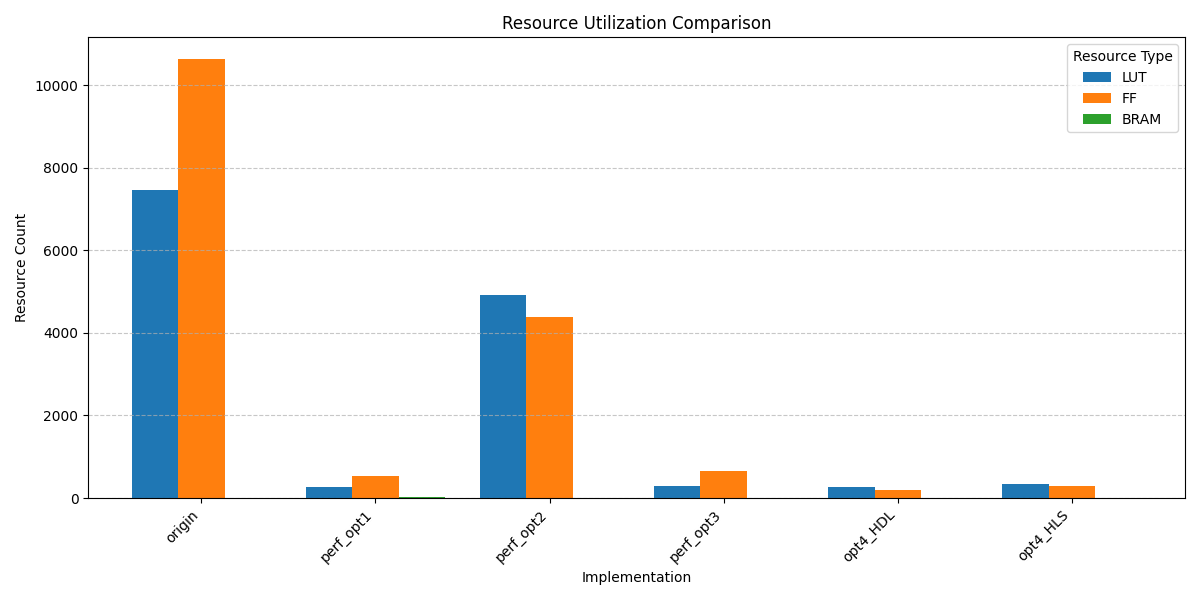 Resource Utilization Comparison
Resource Type
LUT
FF
BRAM
Resource Count
10000
8000
6000
4000
2000
0
origin
perf_opt1
perf_opt2
perf_opt3
opt4_HDL
opt4_HLS
Implementation